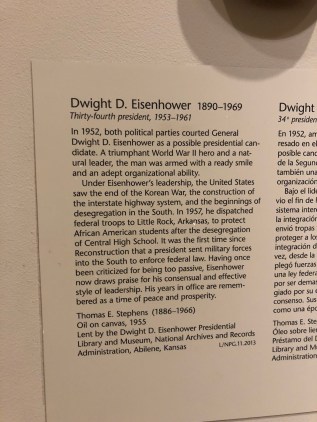 Dwight D. Eisenhower 1890–1969
Thirty-fourth president, 1953–1961
In 1952, both political parties courted General
Dwight D. Eisenhower as a possible presidential can-
didate. A triumphant World War II hero and a nat-
ural leader, the man was armed with a ready smile
and an adept organizational ability.
Under Eisenhower's leadership, the United States
saw the end of the Korean War, the construction of
the interstate highway system, and the beginnings of
desegregation in the South. In 1957, he dispatched
federal troops to Little Rock, Arkansas, to protect
African American students after the desegregation
of Central High School. It was the first time since
Reconstruction that a president sent military forces
into the South to enforce federal law. Having once
been criticized for being too passive, Eisenhower
now draws praise for his consensual and effective
style of leadership. His years in office are remem-
bered as a time of peace and prosperity.
Thomas E. Stephens (1886–1966)
Oil on canvas, 1955
Lent by the Dwight D. Eisenhower Presidential
Library and Museum, National Archives and Records
Administration, Abilene, Kansas
L/NPG.11.2013
Dwight
34º presiden
En 1952, am
resado en el
posible canc
de la Segun
también una
organización
Bajo el lide
vio el fin de
sistema inter
la integración
envió tropas
proteger a lo
integración d
vez, desde la
plegó fuerzas
una ley federa
por ser demas
giado por su e
consenso. Sus
como una épo
Thomas E. Ste
Óleo sobre lien
Préstamo del D
Library and M
Administration